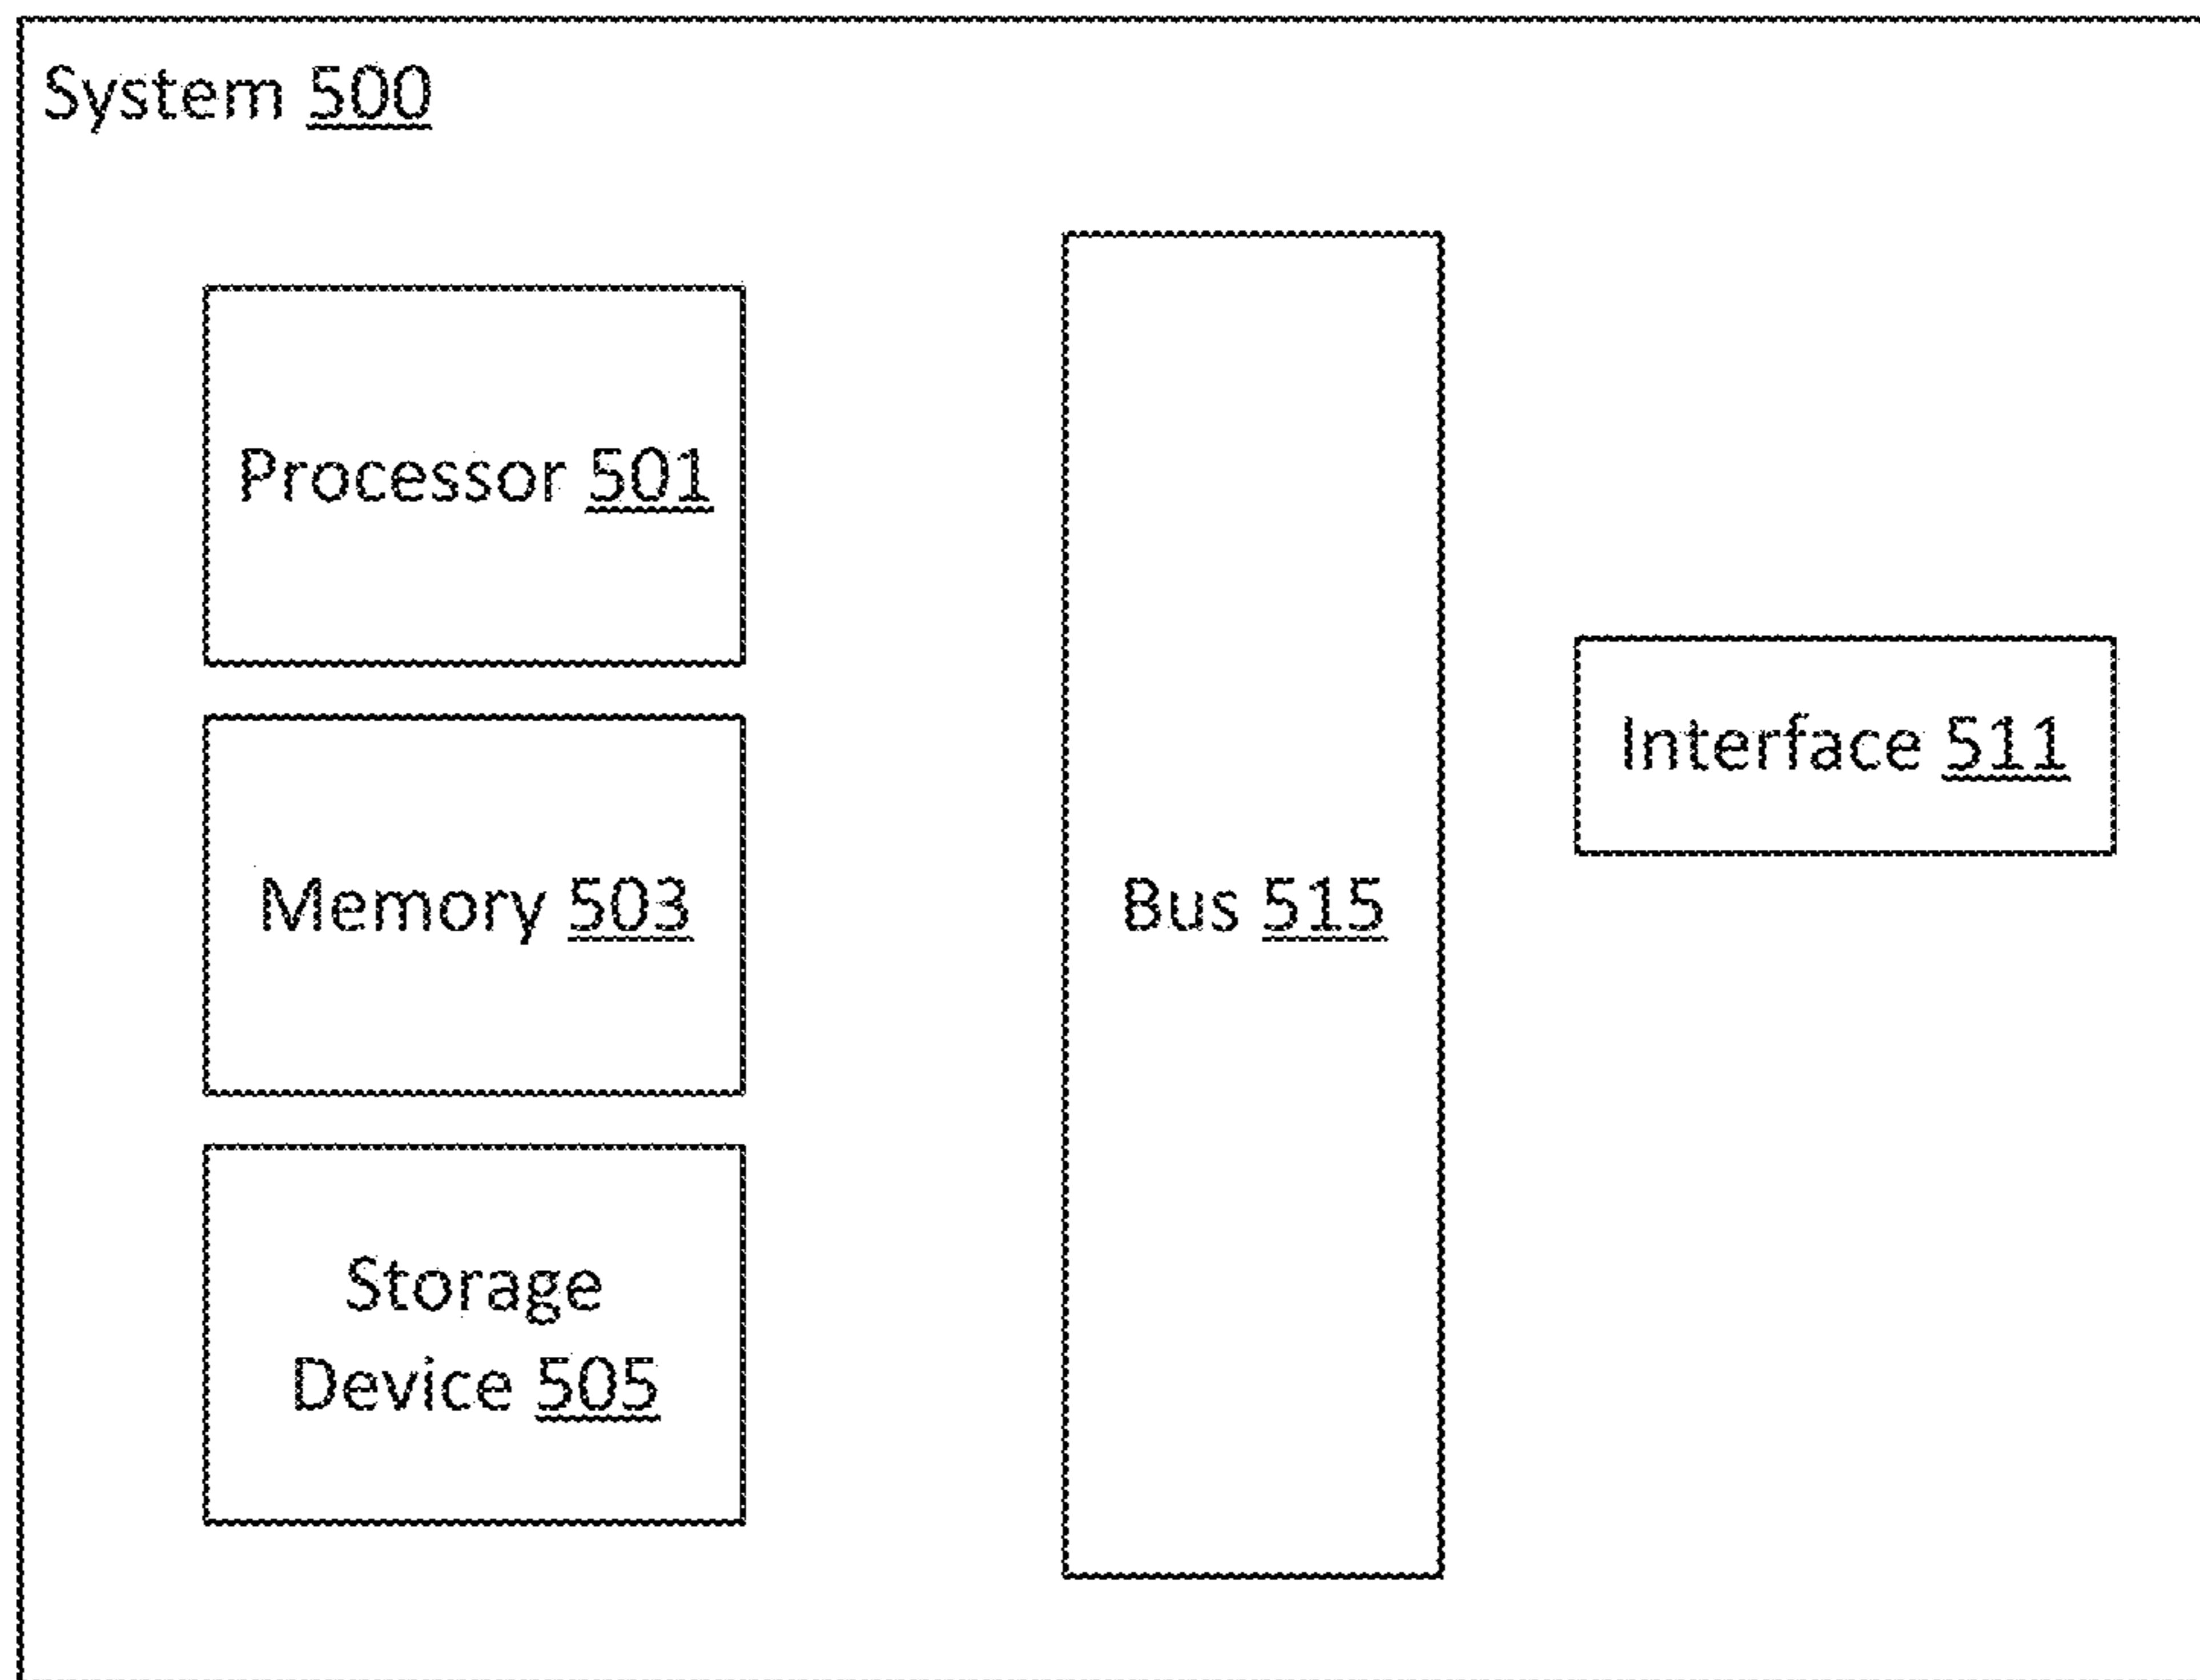 System 500
Processor 501
Memory 503
Storage
Device 505
Bus 515
Interface 511